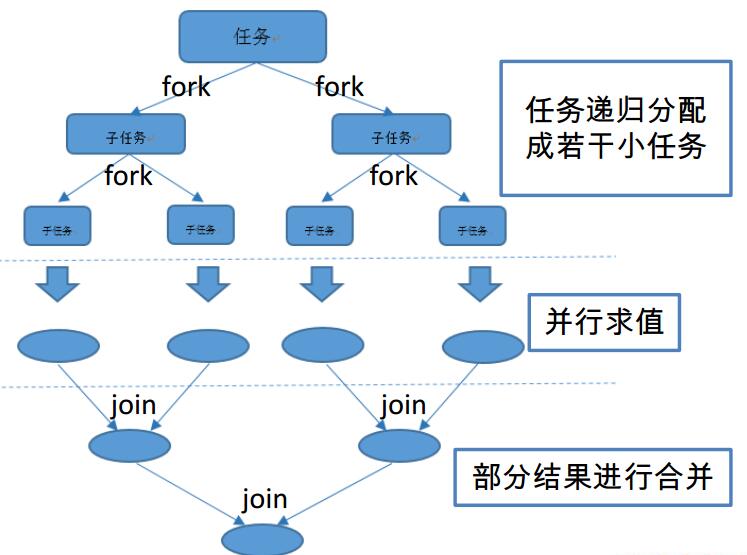 任务
fork
fork
子任务
子任务
任务递归分配
成若干小任务
fork
fork
子任务
子任务
子任务
子任务
并行求值
join
join
部分结果进行合并
join